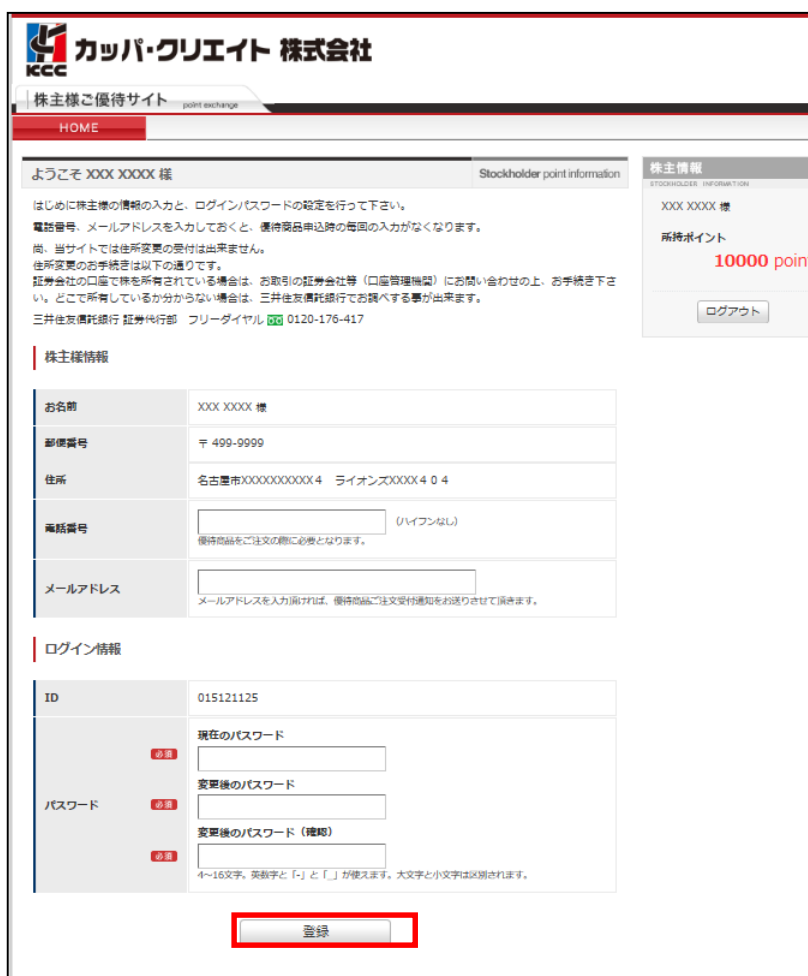 KCC
カッパ・クリエイト 株式会社
株主様ご優待サイト point exchange
HOME
ようこそ XXX XXXX 様
Stockholder point information
はじめに株主様の情報の入力と、ログインパスワードの設定を行って下さい。
電話番号、メールアドレスを入力しておくと、優待商品申込時の毎回の入力がなくなります。
尚、当サイトでは住所変更の受付は出来ません。
住所変更のお手続きは以下の通りです。
証券会社の口座で株を所有されている場合は、お取引の証券会社等（口座管理機関）にお問い合わせの上、お手続き下さ
い。どこで所有しているか分からない場合は、三井住友信託銀行でお調べする事が出来ます。
三井住友信託銀行 証券代行部 フリーダイヤル 0120-176-417
株主情報
STOCKHOLDER INFORMATION
XXX XXXX 様
所持ポイント
10000 point
ログアウト
株主様情報
お名前
XXX XXXX 様
郵便番号
〒 499-9999
住所
名古屋市XXXXXXXXXX４ ライオンズXXXX４０４
電話番号
（ハイフンなし）
優待商品をご注文の際に必要となります。
メールアドレス
メールアドレスを入力頂ければ、優待商品ご注文受付通知をお送りさせて頂きます。
ログイン情報
ID
015121125
パスワード
現在のパスワード
必須
変更後のパスワード
必須
変更後のパスワード（確認）
必須
4～16文字。英数字と「-」と「_」が使えます。大文字と小文字は区別されます。
登録